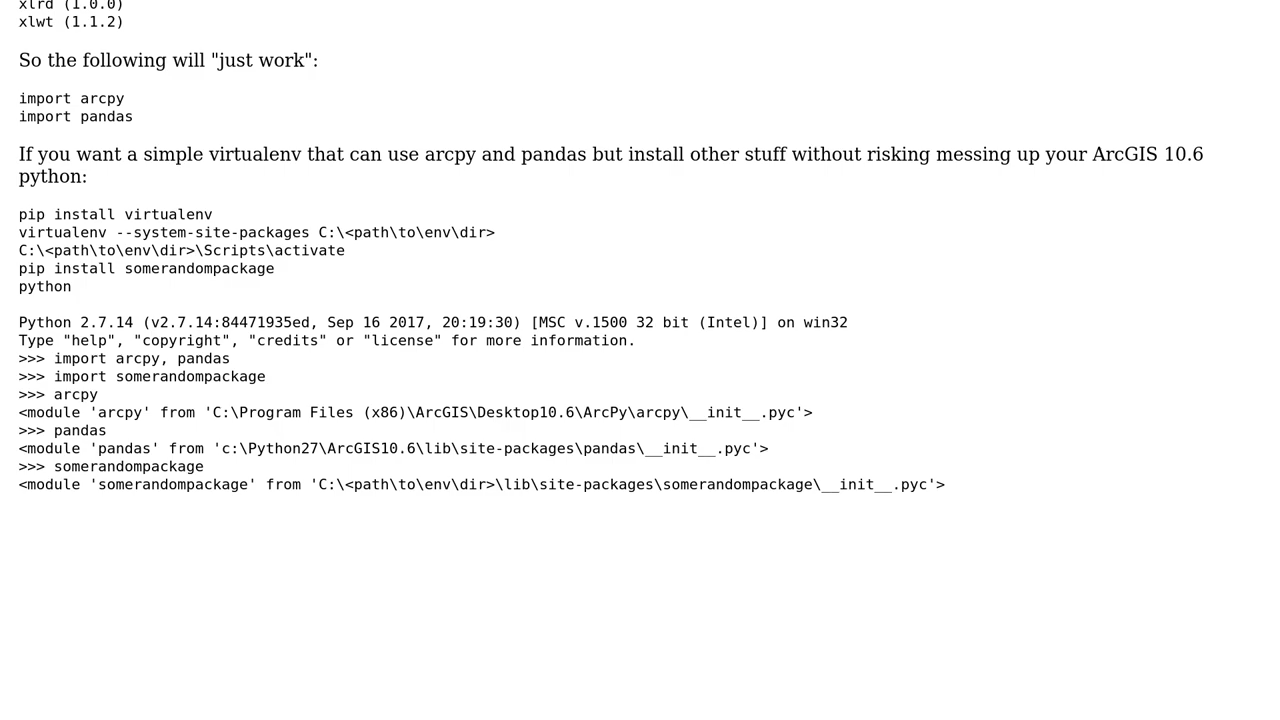 xlrd (1.0.0)
xlwt (1.1.2)
So the following will "just work":
import arcpy
import pandas
If you want a simple virtualenv that can use arcpy and pandas but install other stuff without risking messing up your ArcGIS 10.6
python:
pip install virtualenv
virtualenv --system-site-packages C:\<path\to\env\dir>
C:\<path\to\env\dir>\Scripts\activate
pip install somerandompackage
python
Python 2.7.14 (v2.7.14:84471935ed, Sep 16 2017, 20:19:30) [MSC v.1500 32 bit (Intel)] on win32
Type "help", "copyright", "credits" or "license" for more information.
>>> import arcpy, pandas
>>> import somerandompackage
>>> arcpy
<module 'arcpy' from 'C:\Program Files (x86)\ArcGIS\Desktop10.6\ArcPy\arcpy\__init__.pyc'>
>>> pandas
<module 'pandas' from 'c:\Python27\ArcGIS10.6\lib\site-packages\pandas\__init__.pyc'>
>>> somerandompackage
<module 'somerandompackage' from 'C:\<path\to\env\dir>\lib\site-packages\somerandompackage\__init__.pyc'>